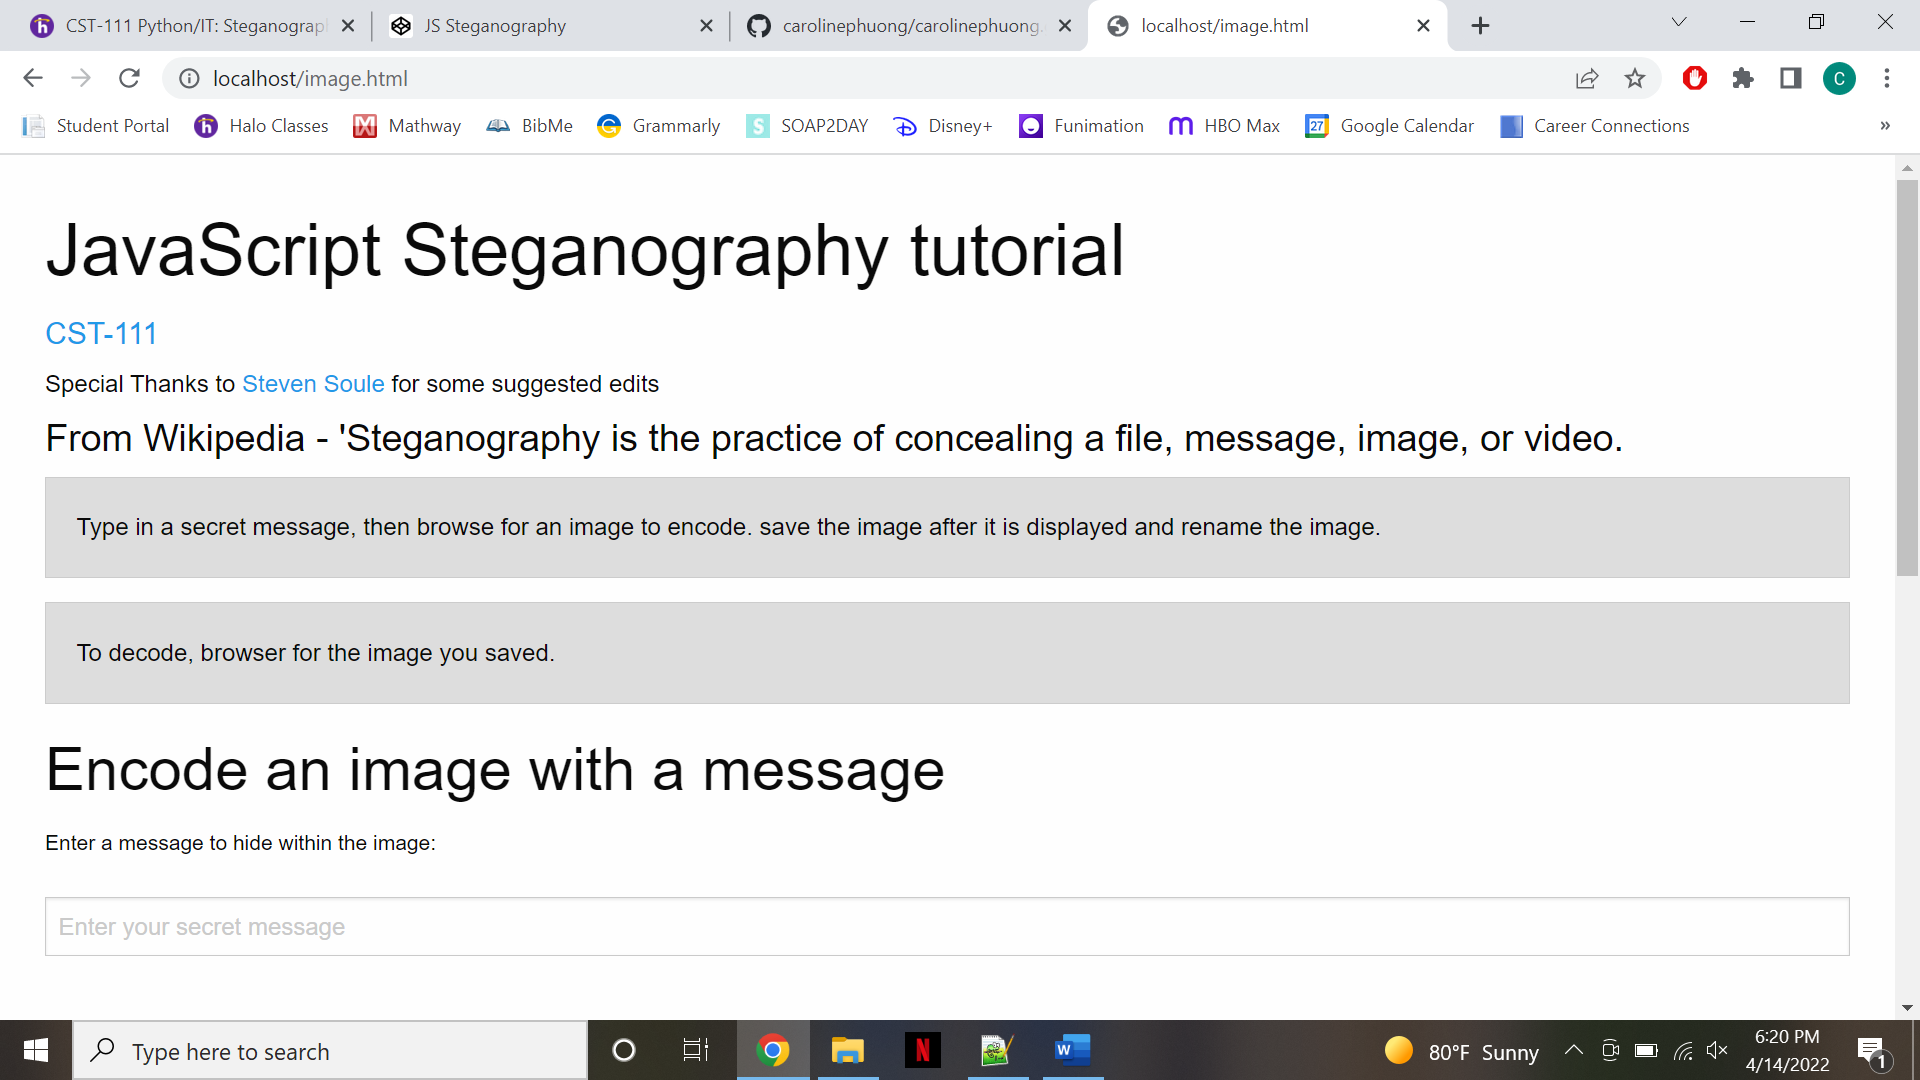 CST-111 Python/IT: Steganograp
JS Steganography
carolinephuong/carolinephuong.
localhost/image.html
localhost/image.html
C
Student Portal
Halo Classes
Mathway
BibMe
Grammarly
SOAP2DAY
Disney+
Funimation
HBO Max
27
Google Calendar
Career Connections
»
JavaScript Steganography tutorial
CST-111
Special Thanks to Steven Soule for some suggested edits
From Wikipedia - 'Steganography is the practice of concealing a file, message, image, or video.
Type in a secret message, then browse for an image to encode. save the image after it is displayed and rename the image.
To decode, browser for the image you saved.
Encode an image with a message
Enter a message to hide within the image:
Enter your secret message
Type here to search
80°F Sunny
6:20 PM
4/14/2022
1